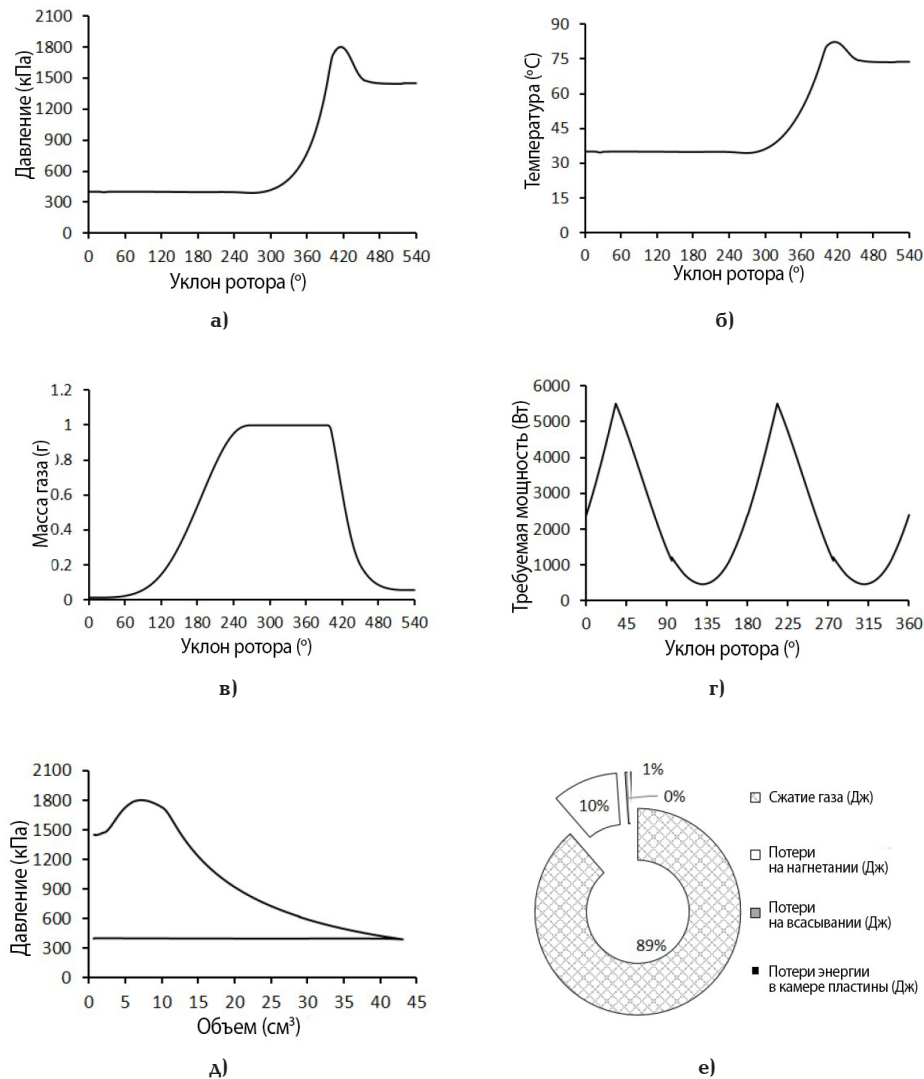 2100
1800
1500
1200
900
600
300
0
Давление (кПа)
0 60 120 180 240 300 360 420 480 540
Уклон ротора (°)
а)
90
75
60
45
30
15
0
Температура (°C)
0 60 120 180 240 300 360 420 480 540
Уклон ротора (°)
б)
1.2
1
0.8
0.6
0.4
0.2
0
Масса газа (г)
0 60 120 180 240 300 360 420 480 540
Уклон ротора (°)
в)
6000
5000
4000
3000
2000
1000
0
Требуемая мощность (Вт)
0 45 90 135 180 225 270 315 360
Уклон ротора (°)
г)
2100
1800
1500
1200
900
600
300
0
Давление (кПа)
0 5 10 15 20 25 30 35 40 45
Объем (см³)
д)
1%
0%
10%
89%
Сжатие газа (Дж)
Потери
на нагнетании (Дж)
Потери
на всасывании (Дж)
Потери энергии
в камере пластины (Дж)
е)